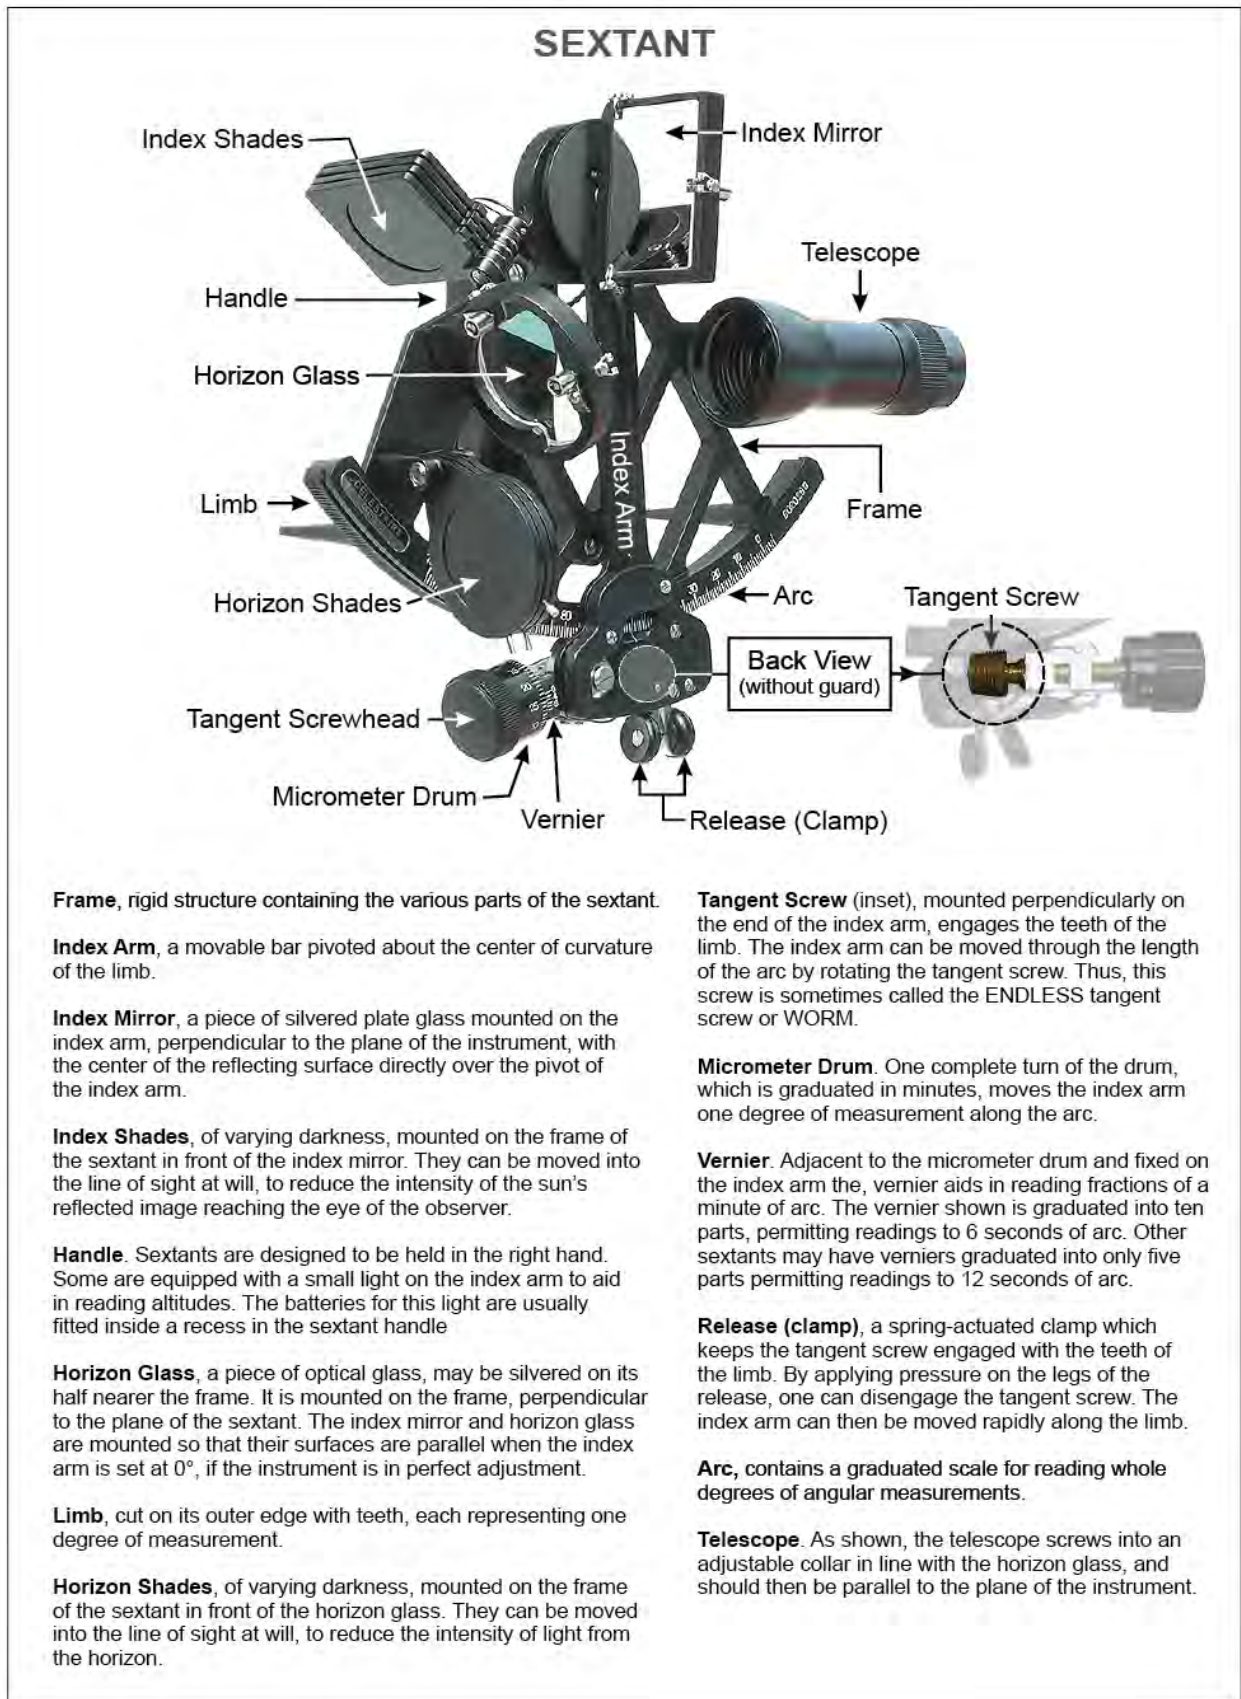 SEXTANT
Index Shades
Index Mirror
Telescope
Handle
Horizon Glass
Index Arm
Limb
Frame
Horizon Shades
80
30
20
10
0
Arc
Tangent Screw
Back View
(without guard)
Tangent Screwhead
Micrometer Drum
Vernier
Release (Clamp)
Frame, rigid structure containing the various parts of the sextant.
Index Arm, a movable bar pivoted about the center of curvature
of the limb.
Index Mirror, a piece of silvered plate glass mounted on the
index arm, perpendicular to the plane of the instrument, with
the center of the reflecting surface directly over the pivot of
the index arm.
Index Shades, of varying darkness, mounted on the frame of
the sextant in front of the index mirror. They can be moved into
the line of sight at will, to reduce the intensity of the sun's
reflected image reaching the eye of the observer.
Handle. Sextants are designed to be held in the right hand.
Some are equipped with a small light on the index arm to aid
in reading altitudes. The batteries for this light are usually
fitted inside a recess in the sextant handle
Horizon Glass, a piece of optical glass, may be silvered on its
half nearer the frame. It is mounted on the frame, perpendicular
to the plane of the sextant. The index mirror and horizon glass
are mounted so that their surfaces are parallel when the index
arm is set at 0°, if the instrument is in perfect adjustment.
Limb, cut on its outer edge with teeth, each representing one
degree of measurement.
Horizon Shades, of varying darkness, mounted on the frame
of the sextant in front of the horizon glass. They can be moved
into the line of sight at will, to reduce the intensity of light from
the horizon.
Tangent Screw (inset), mounted perpendicularly on
the end of the index arm, engages the teeth of the
limb. The index arm can be moved through the length
of the arc by rotating the tangent screw. Thus, this
screw is sometimes called the ENDLESS tangent
screw or WORM.
Micrometer Drum. One complete turn of the drum,
which is graduated in minutes, moves the index arm
one degree of measurement along the arc.
Vernier. Adjacent to the micrometer drum and fixed on
the index arm the, vernier aids in reading fractions of a
minute of arc. The vernier shown is graduated into ten
parts, permitting readings to 6 seconds of arc. Other
sextants may have verniers graduated into only five
parts permitting readings to 12 seconds of arc.
Release (clamp), a spring-actuated clamp which
keeps the tangent screw engaged with the teeth of
the limb. By applying pressure on the legs of the
release, one can disengage the tangent screw. The
index arm can then be moved rapidly along the limb.
Arc, contains a graduated scale for reading whole
degrees of angular measurements.
Telescope. As shown, the telescope screws into an
adjustable collar in line with the horizon glass, and
should then be parallel to the plane of the instrument.